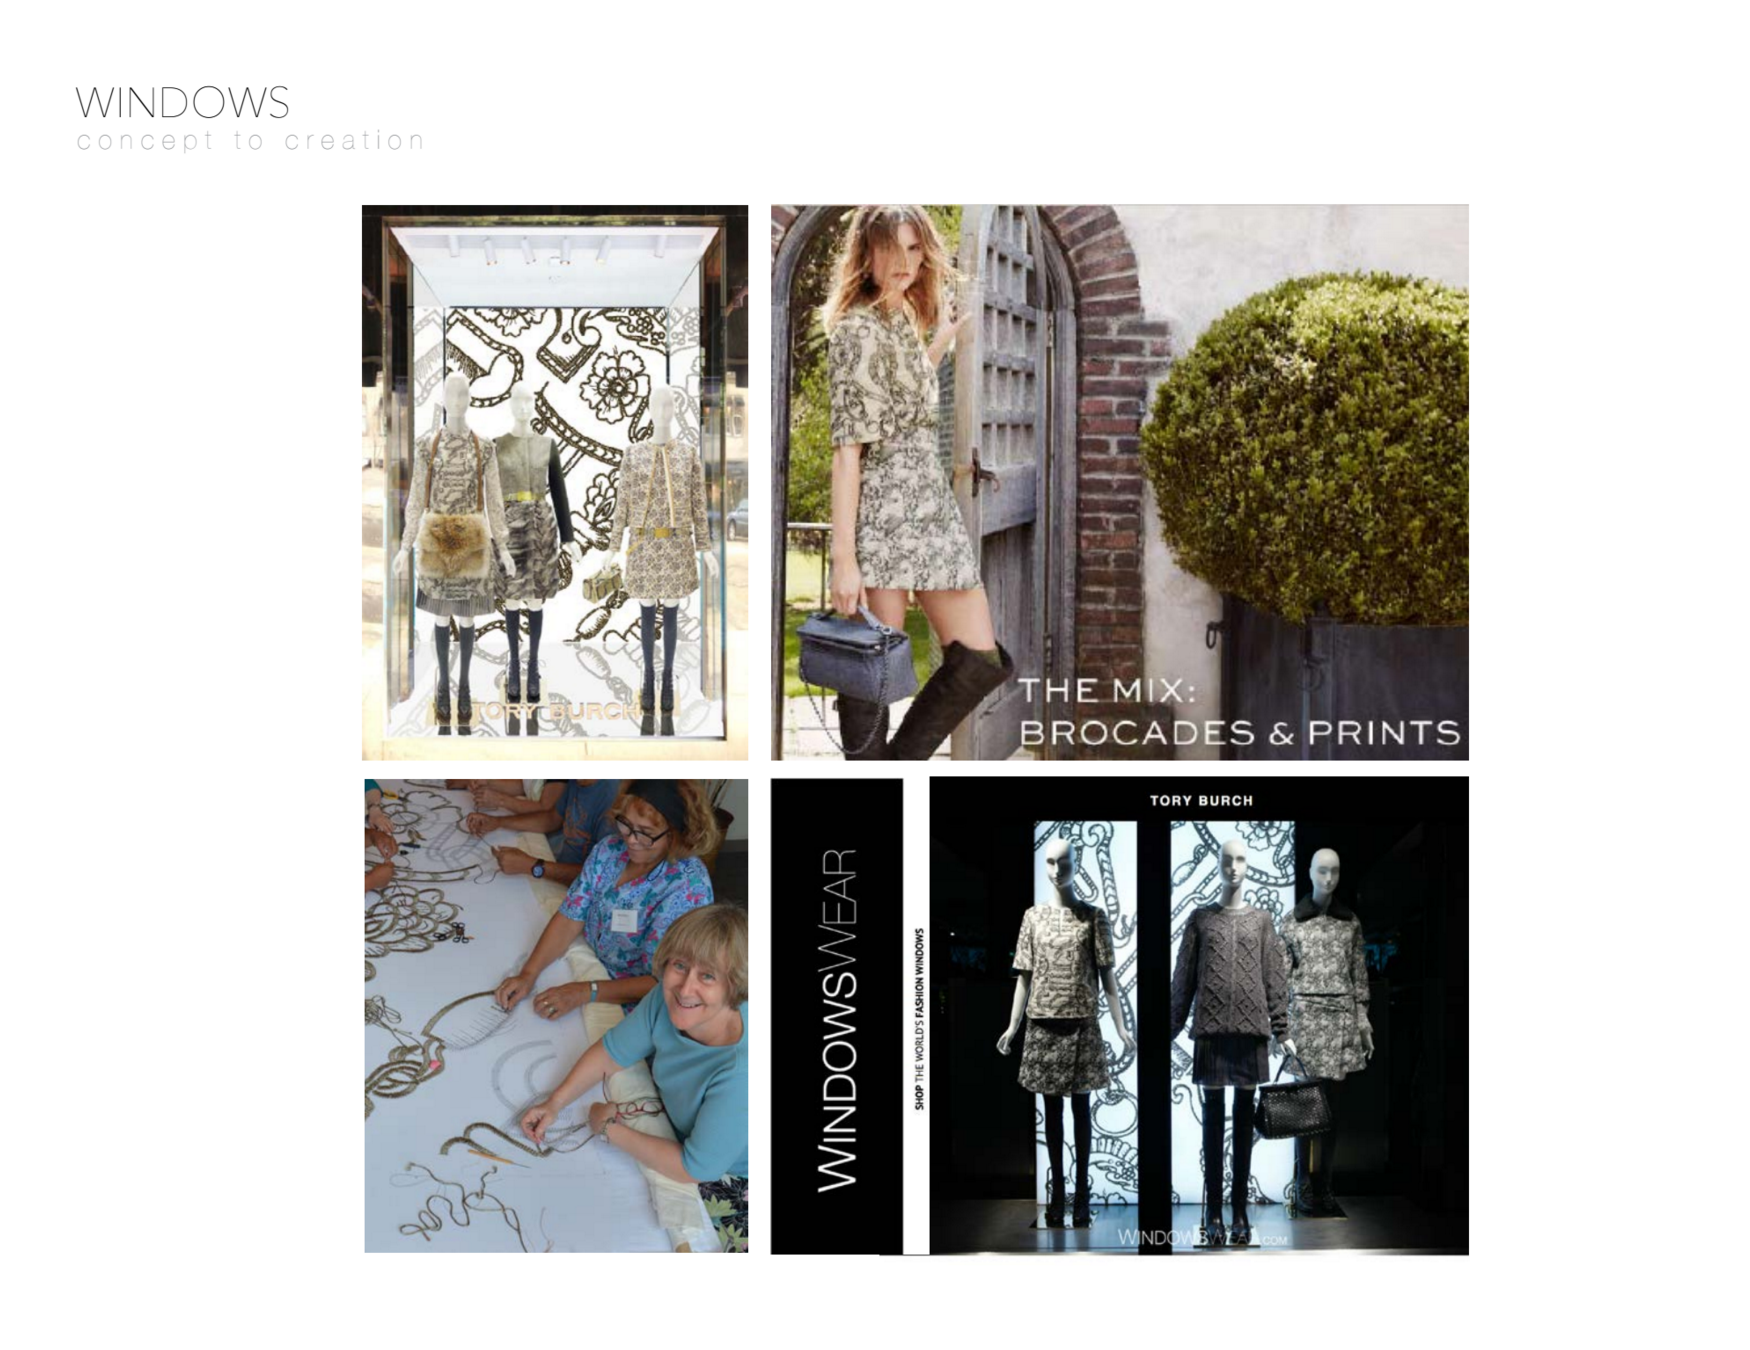 WINDOWS
concept to creation
TORY BURCH
THE MIX:
BROCADES & PRINTS
WINDOWSWEAR
SHOP THE WORLD'S FASHION WINDOWS
TORY BURCH
WINDOWSWEAR.COM